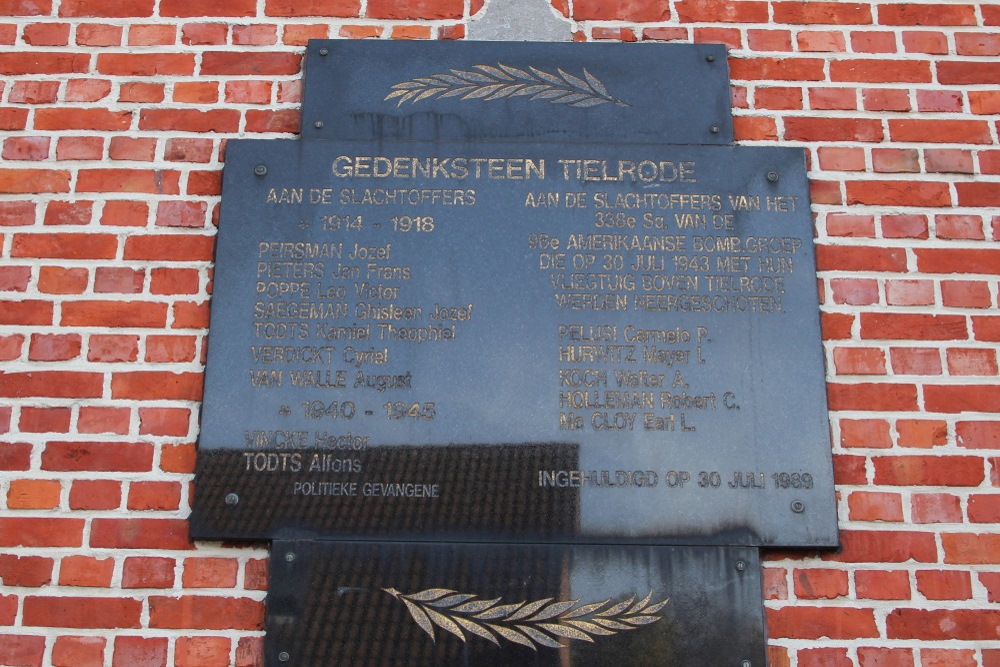 GEDENKSTEEN TIELRODE
AAN DE SLACHTOFFERS
* 1914 - 1918
PEIRSMAN Jozef
PIETERS Jan Frans
POPPE Leo Victor
SAEGEMAN Ghisleen Jozef
TODTS Kamiel Theophiel
VERDICKT Cyriel
VAN WALLE August
* 1940 - 1945
VINCKE Hector
TODTS Alfons
POLITIEKE GEVANGENE
AAN DE SLACHTOFFERS VAN HET
338e Sq. VAN DE
96e AMERIKAANSE BOMB.GROEP
DIE OP 30 JULI 1943 MET HUN
VLIEGTUIG BOVEN TIELRODE
WERDEN NEERGESCHOTEN.
PELUSI Carmelo P.
HURWITZ Mayer I.
KOCH Walter A.
HOLLEMAN Robert C.
Mc CLOY Earl L.
INGEHULDIGD OP 30 JULI 1989